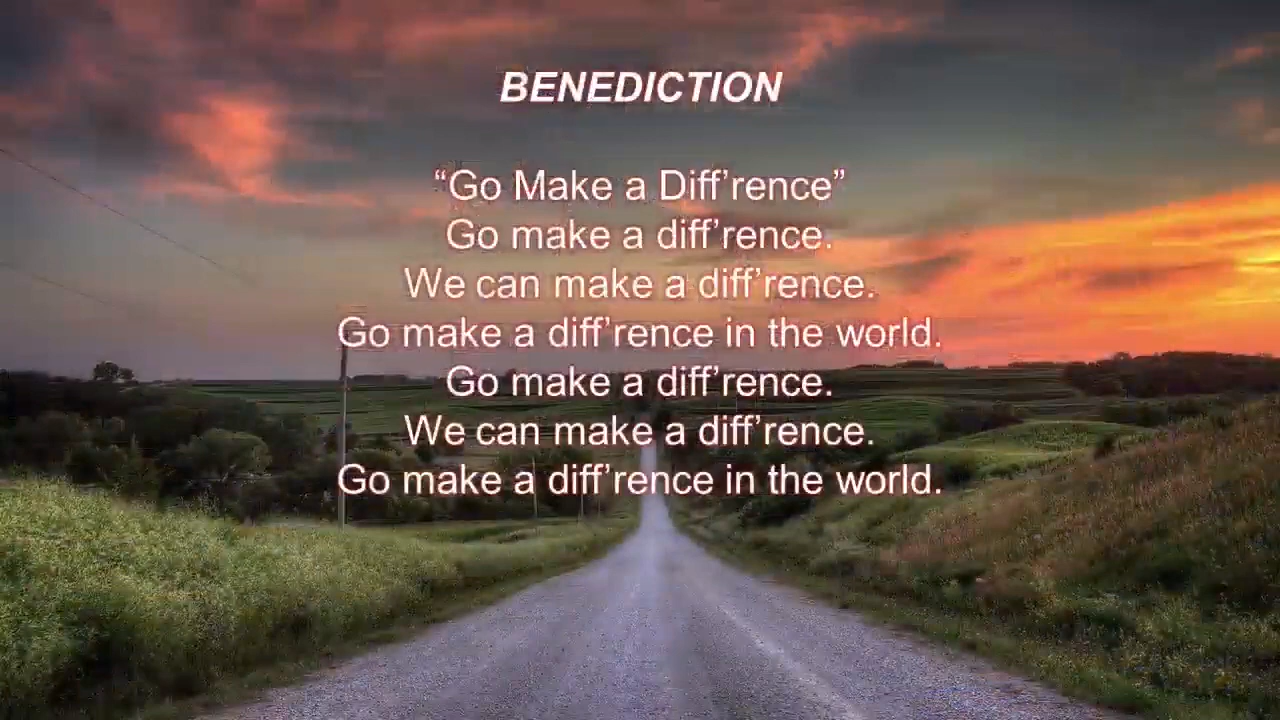 BENEDICTION
“Go Make a Diff’rence”
Go make a diff’rence.
We can make a diff’rence.
Go make a diff’rence in the world.
Go make a diff’rence.
We can make a diff’rence.
Go make a diff’rence in the world.